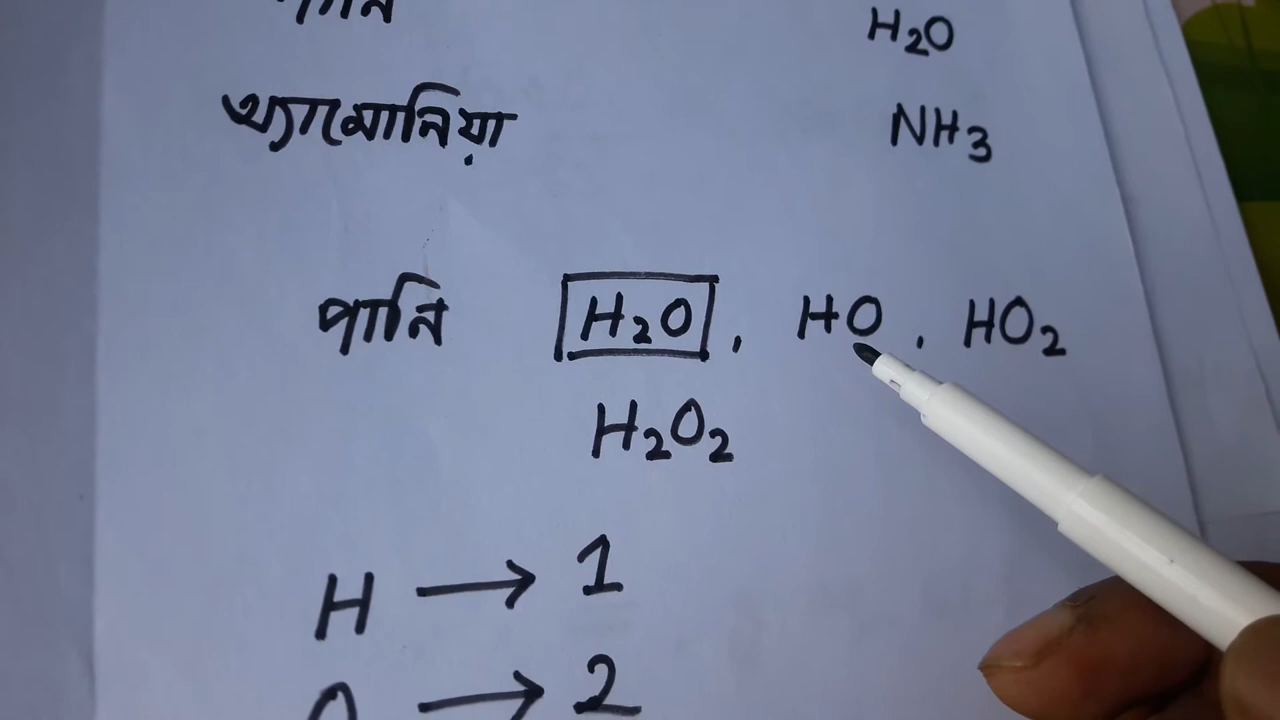 পানি H₂O
অ্যামোনিয়া NH₃
পানি H₂O, HO, HO₂
H₂O₂
H → 1
O → 2